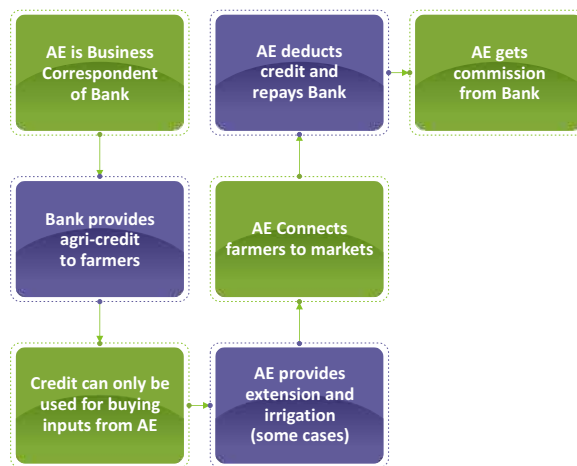 AE is Business
Correspondent
of Bank
Bank provides
agri-credit
to farmers
Credit can only be
used for buying
inputs from AE
AE provides
extension and
irrigation
(some cases)
AE Connects
farmers to markets
AE deducts
credit and
repays Bank
AE gets
commission
from Bank